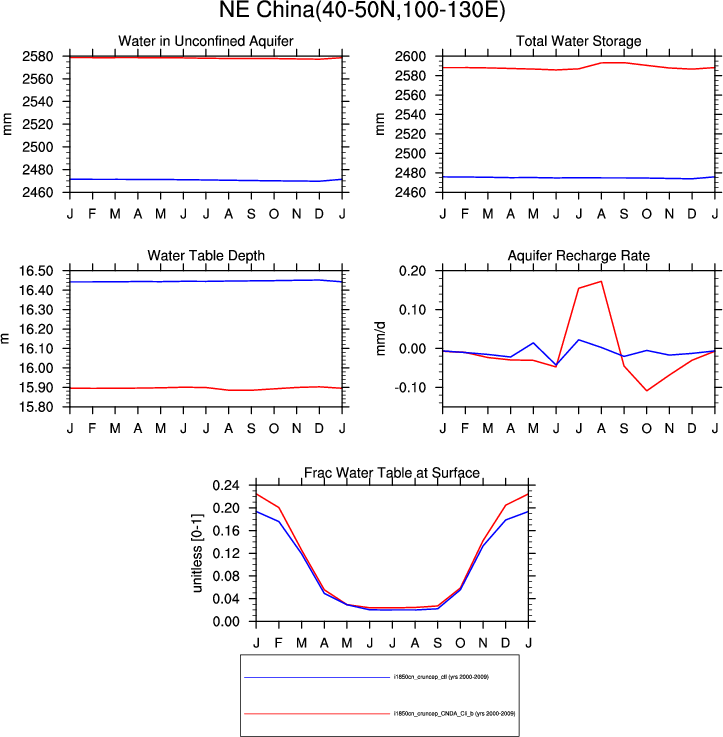 NE China(40-50N,100-130E)
Water in Unconfined Aquifer
2580
2560
2540
2520
2500
2480
2460
mm
J F M A M J J A S O N D J
Total Water Storage
2600
2580
2560
2540
2520
2500
2480
2460
mm
J F M A M J J A S O N D J
Water Table Depth
16.50
16.40
16.30
16.20
16.10
16.00
15.90
15.80
m
J F M A M J J A S O N D J
Aquifer Recharge Rate
0.20
0.10
0.00
-0.10
mm/d
J F M A M J J A S O N D J
Frac Water Table at Surface
0.24
0.20
0.16
0.12
0.08
0.04
0.00
unitless [0-1]
J F M A M J J A S O N D J
i1850cn_cruncap_ctl (yrs 2000-2009)
i1850cn_cruncap_CNDA_Cli_b (yrs 2000-2009)